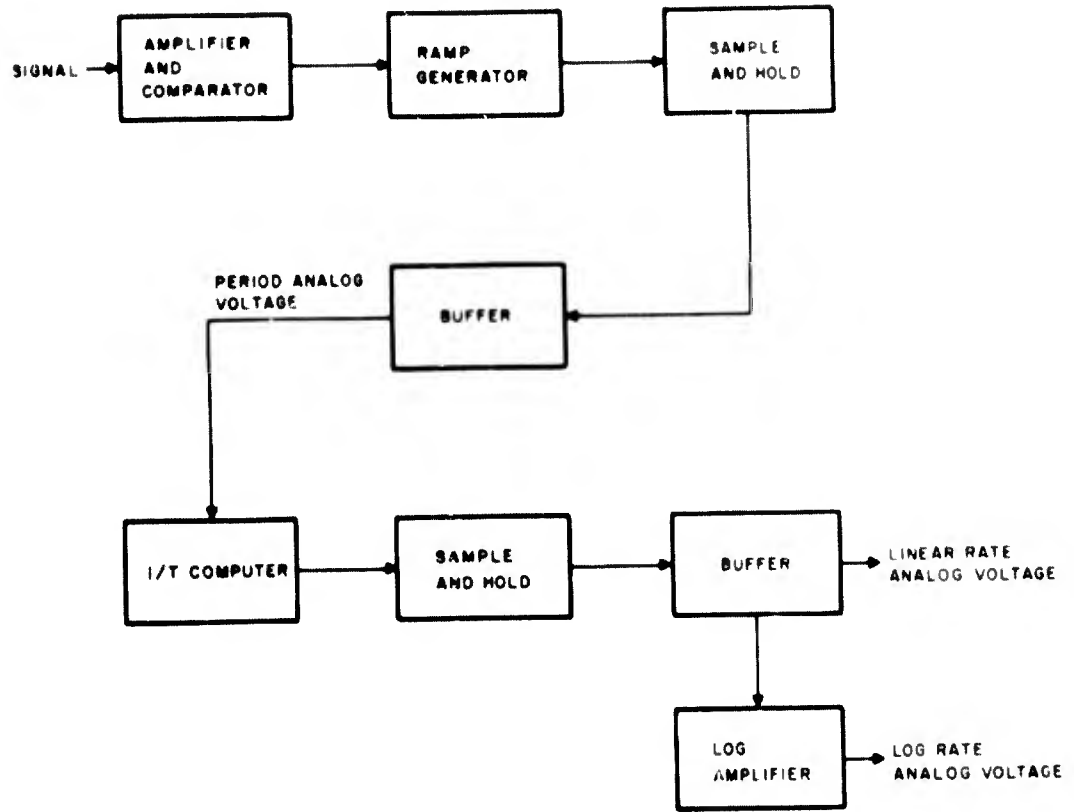 SIGNAL
AMPLIFIER
AND
COMPARATOR
RAMP
GENERATOR
SAMPLE
AND HOLD
PERIOD ANALOG
VOLTAGE
BUFFER
I/T COMPUTER
SAMPLE
AND HOLD
BUFFER
LINEAR RATE
ANALOG VOLTAGE
LOG
AMPLIFIER
LOG RATE
ANALOG VOLTAGE